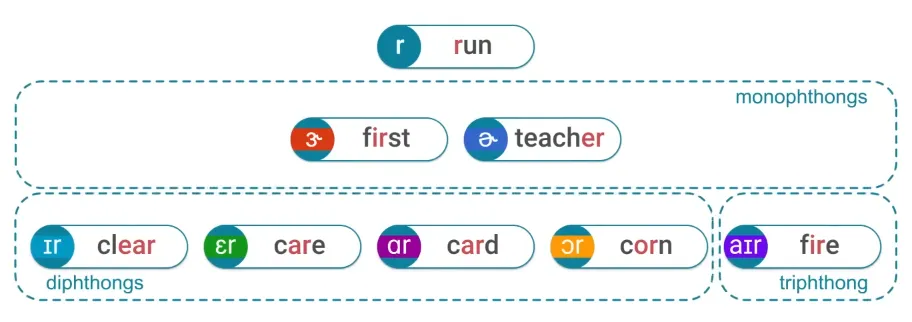 r run
monophthongs
ɝ first ɚ teacher
ɪr clear ɛr care ɑr card ɔr corn aɪr fire
diphthongs triphthong